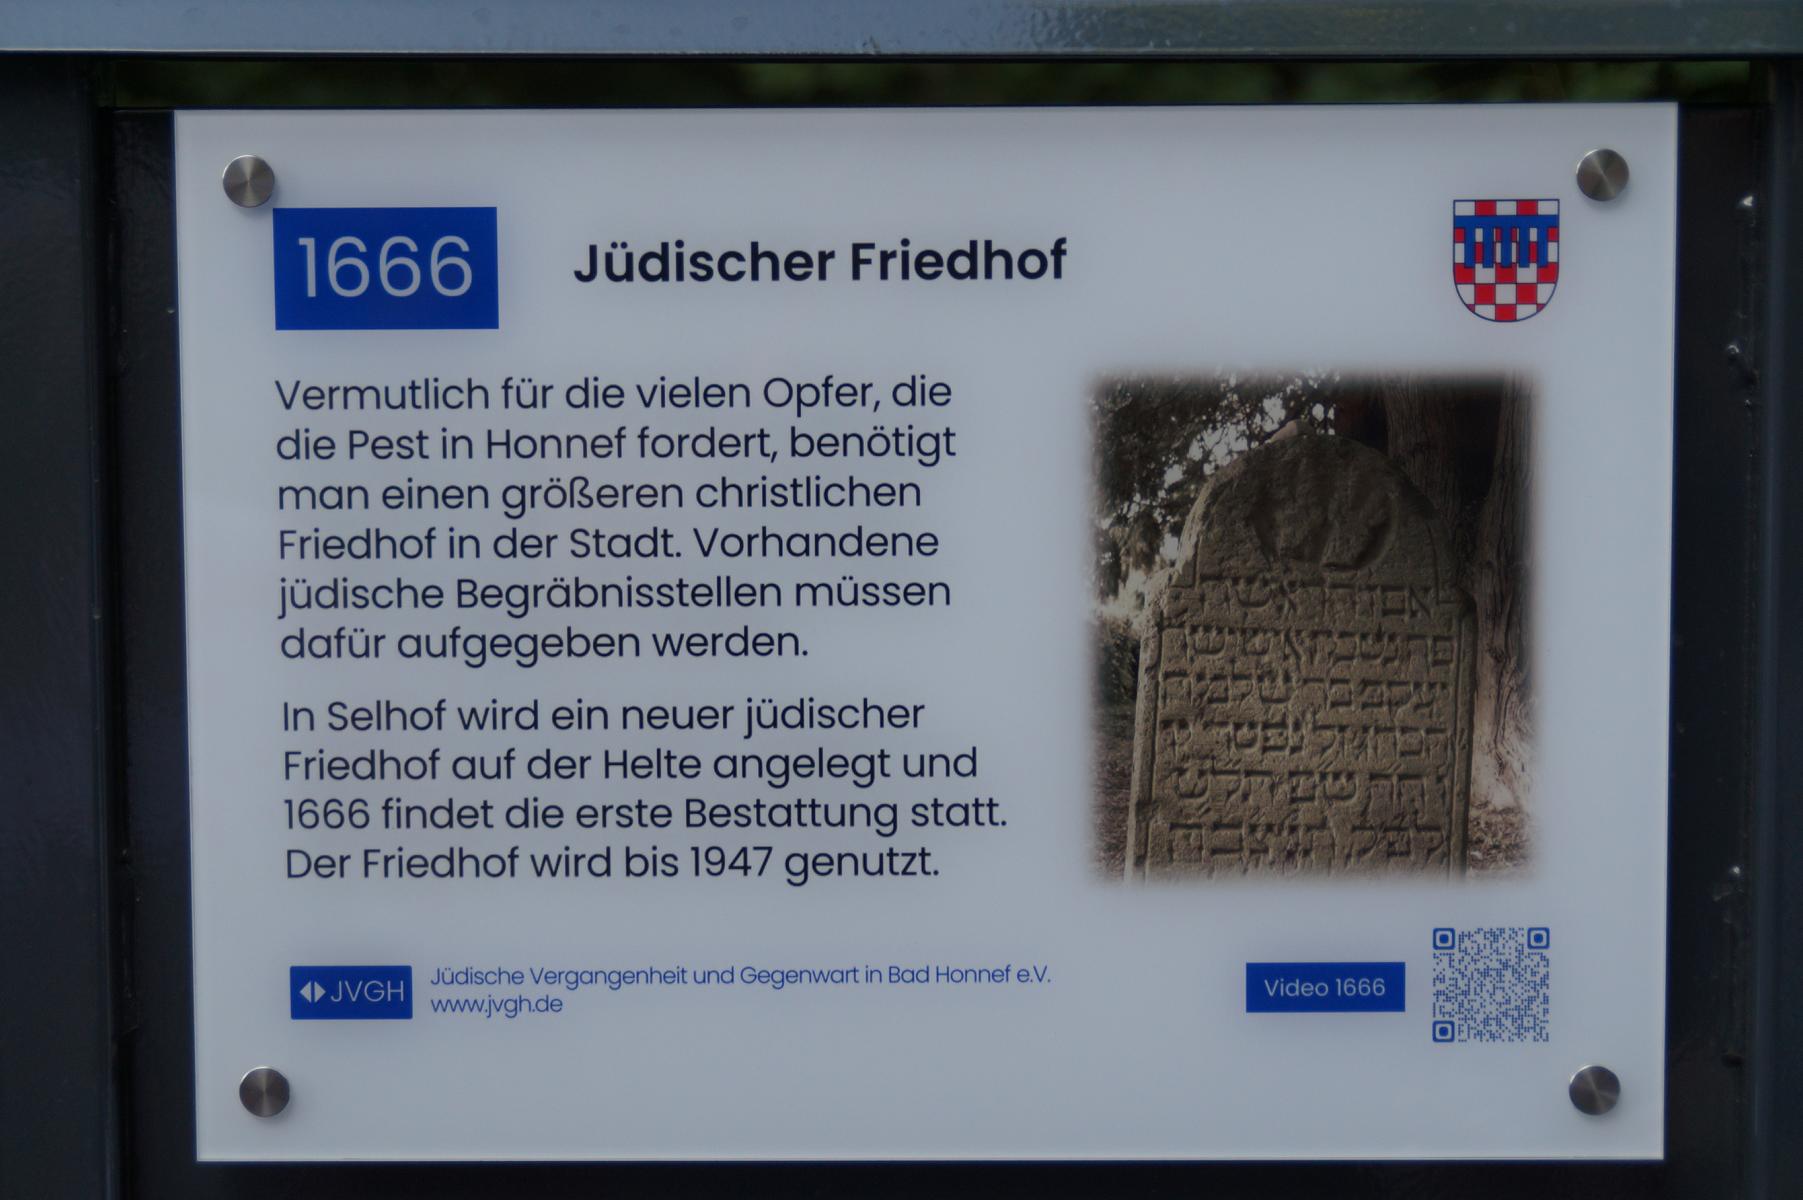 1666
Jüdischer Friedhof
Vermutlich für die vielen Opfer, die
die Pest in Honnef fordert, benötigt
man einen größeren christlichen
Friedhof in der Stadt. Vorhandene
jüdische Begräbnisstellen müssen
dafür aufgegeben werden.
In Selhof wird ein neuer jüdischer
Friedhof auf der Helte angelegt und
1666 findet die erste Bestattung statt.
Der Friedhof wird bis 1947 genutzt.
JVGH
Jüdische Vergangenheit und Gegenwart in Bad Honnef e.V.
www.jvgh.de
Video 1666